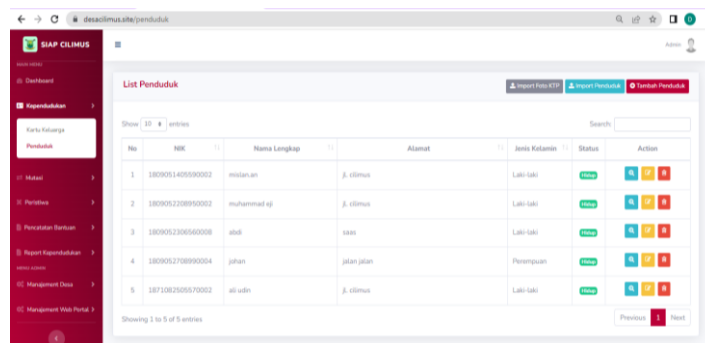 desacilimus.site/penduduk
SIAP CILIMUS
Admin
Dashboard
Kependudukan
Kartu Keluarga
Penduduk
Mutasi
Peristiwa
Pencatatan Bantuan
Report Kependudukan
MENU ADMIN
Manajement Desa
Manajement Web Portal
List Penduduk
Import Foto KTP
Import Penduduk
Tambah Penduduk
Show 10 entries
Search:
No NIK Nama Lengkap Alamat Jenis Kelamin Status Action
1 1809051405590002 mislan.an jl. cilimus Laki-laki Hidup
2 1809052208950002 muhammad aji jl. cilimus Laki-laki Hidup
3 1809052306560008 abdi saas Laki-laki Hidup
4 1809052708990004 johan jalan jalan Perempuan Hidup
5 1871082505570002 ali udin jl. cilimus Laki-laki Hidup
Showing 1 to 5 of 5 entries
Previous 1 Next